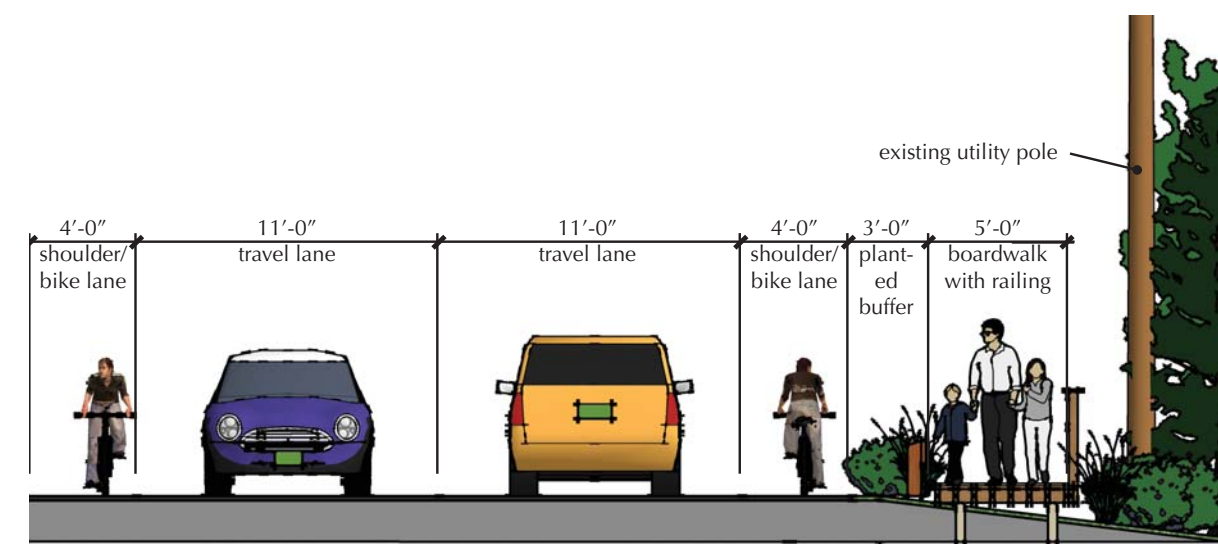 existing utility pole
4’-0” 11’-0” 11’-0” 4’-0” 3’-0” 5’-0”
shoulder/
bike lane
travel lane
travel lane
shoulder/
bike lane
plant-
ed
buffer
boardwalk
with railing